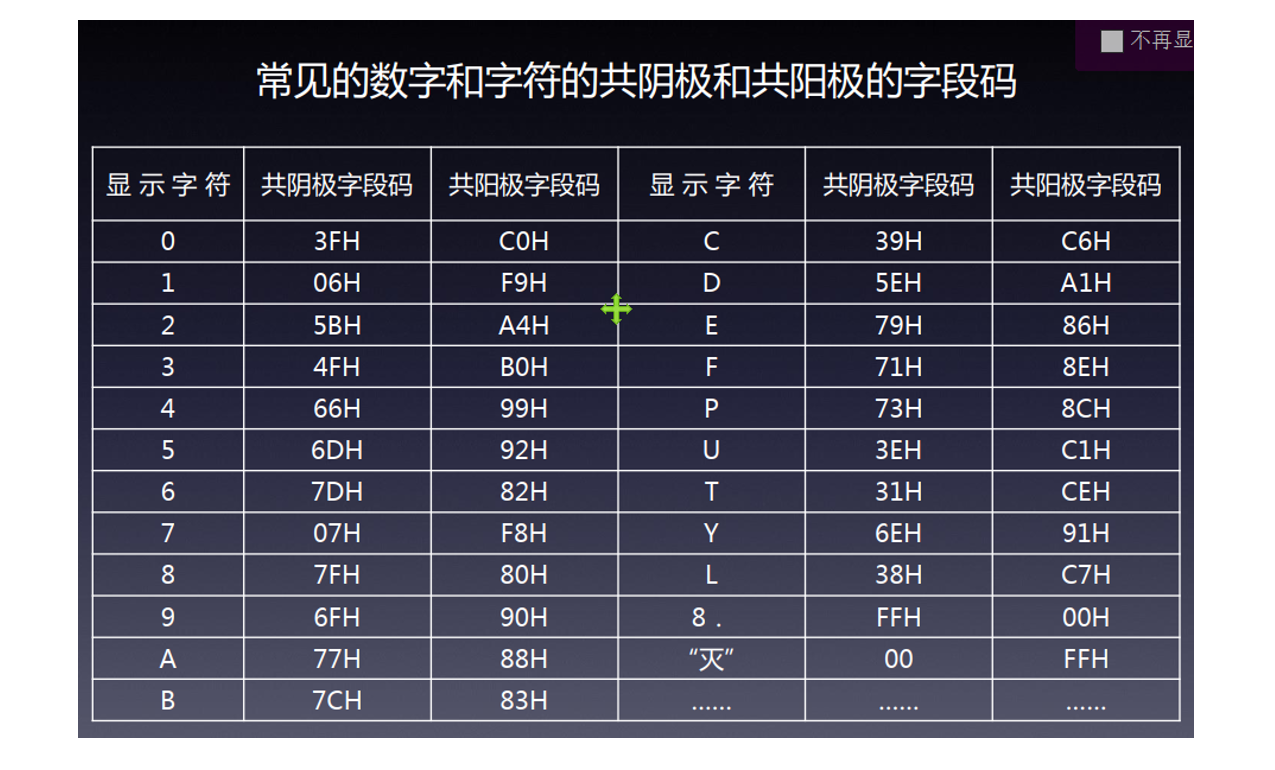 不再显
常见的数字和字符的共阴极和共阳极的字段码
显 示 字 符 共阴极字段码 共阳极字段码 显 示 字 符 共阴极字段码 共阳极字段码
0 3FH C0H C 39H C6H
1 06H F9H D 5EH A1H
2 5BH A4H E 79H 86H
3 4FH B0H F 71H 8EH
4 66H 99H P 73H 8CH
5 6DH 92H U 3EH C1H
6 7DH 82H T 31H CEH
7 07H F8H Y 6EH 91H
8 7FH 80H L 38H C7H
9 6FH 90H 8 . FFH 00H
A 77H 88H “灭” 00 FFH
B 7CH 83H …… …… ……